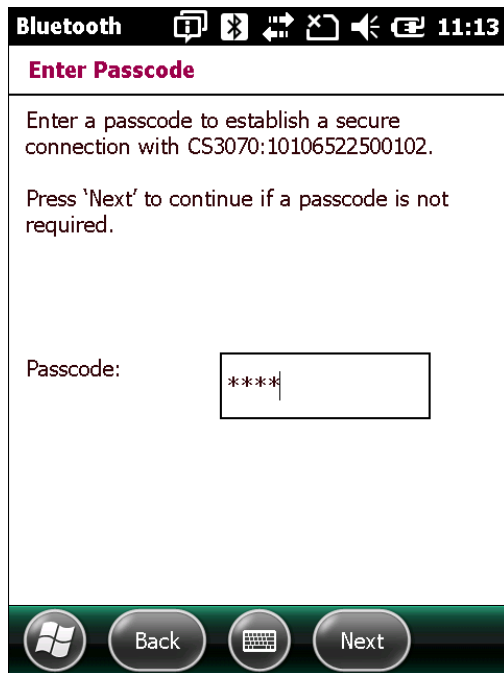 Bluetooth 11:13
Enter Passcode
Enter a passcode to establish a secure
connection with CS3070:10106522500102.
Press ‘Next’ to continue if a passcode is not
required.
Passcode: ****
Back Next